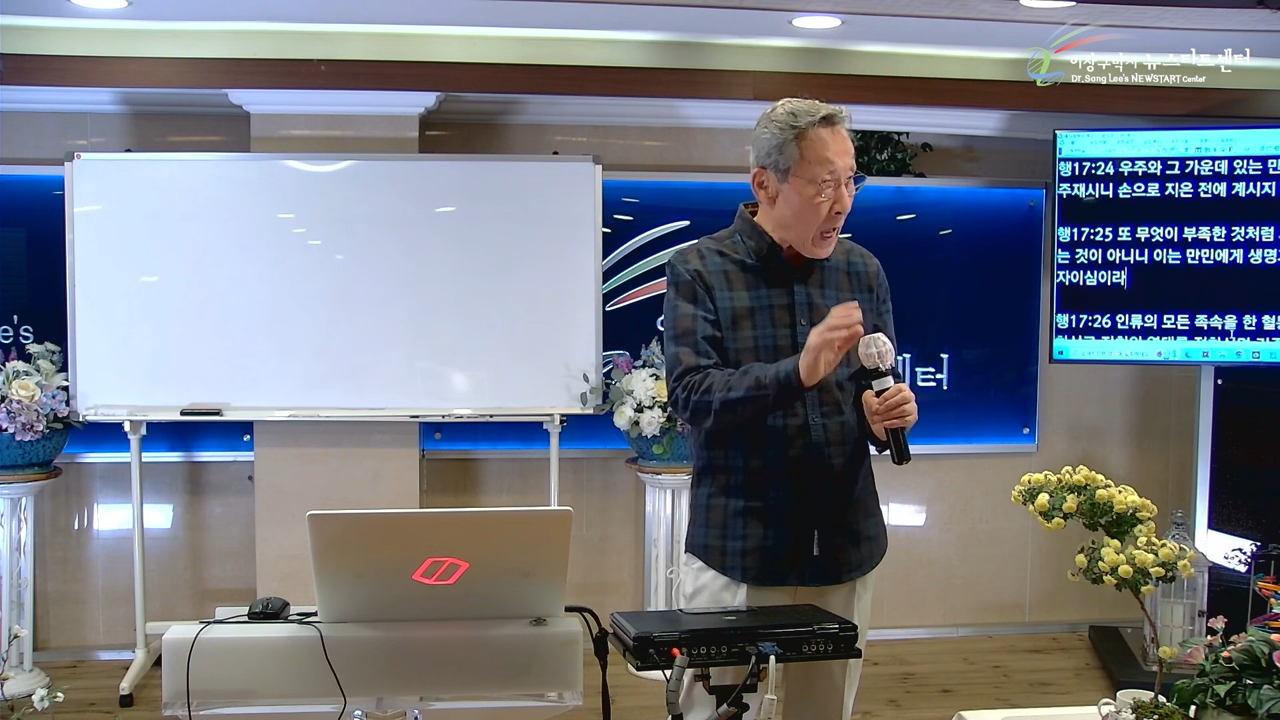 이상구박사 뉴스타트센터
Dr. Sang Lee's NEWSTART Center
행17:24 우주와 그 가운데 있는 만
주재시니 손으로 지은 전에 계시지
행17:25 또 무엇이 부족한 것처럼
는 것이 아니니 이는 만민에게 생명
자이심이라
행17:26 인류의 모든 족속을 한 혈
e's
센터